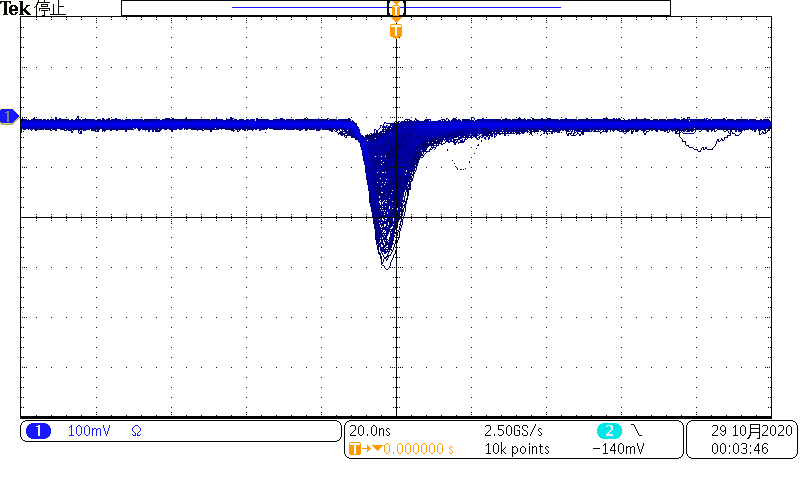 Tek 停止
T
T
1
1 100mV Ω
20.0ns 2.50GS/s 2 -140mV
T→▼0.000000 s 10k points
29 10月2020
00:03:46